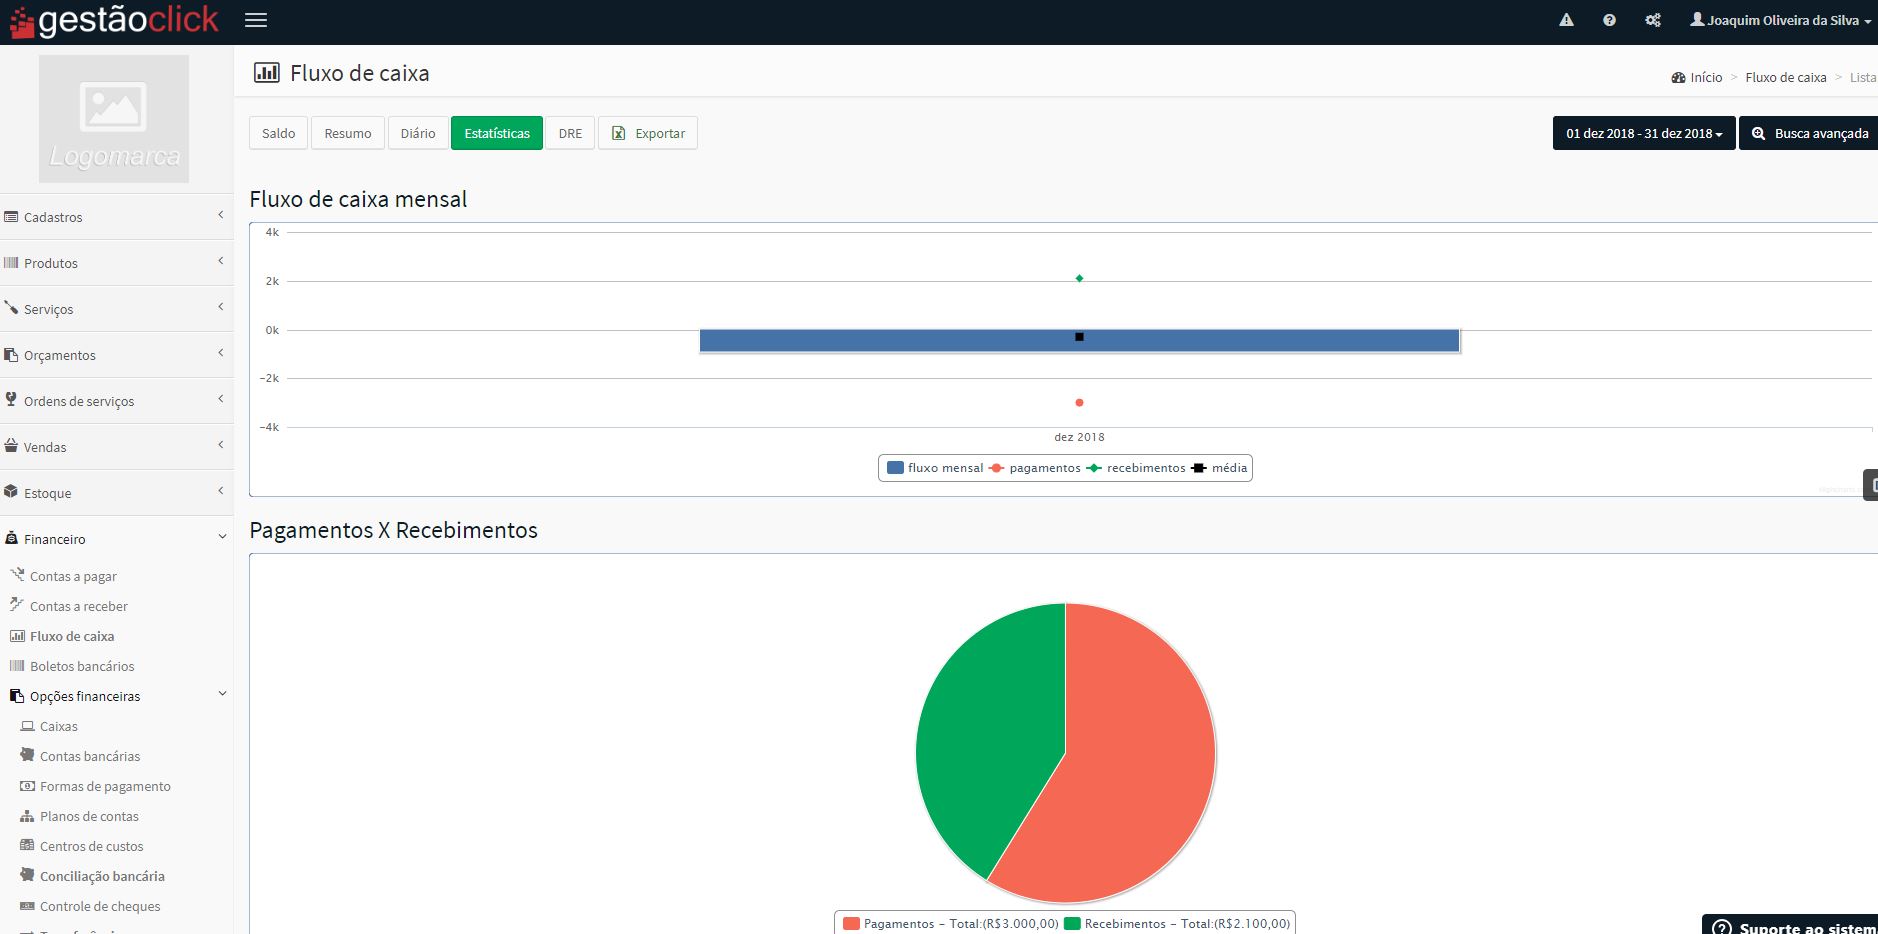 gestãoclick
Joaquim Oliveira da Silva
Logomarca
Fluxo de caixa
Início > Fluxo de caixa > Lista
Saldo
Resumo
Diário
Estatísticas
DRE
Exportar
01 dez 2018 - 31 dez 2018
Busca avançada
Cadastros
Produtos
Serviços
Orçamentos
Ordens de serviços
Vendas
Estoque
Financeiro
Contas a pagar
Contas a receber
Fluxo de caixa
Boletos bancários
Opções financeiras
Caixas
Contas bancárias
Formas de pagamento
Planos de contas
Centros de custos
Conciliação bancária
Controle de cheques
Fluxo de caixa mensal
4k
2k
0k
-2k
-4k
dez 2018
fluxo mensal pagamentos recebimentos média
Pagamentos X Recebimentos
Pagamentos - Total:(R$3.000,00) Recebimentos - Total:(R$2.100,00)
Suporte ao sistem